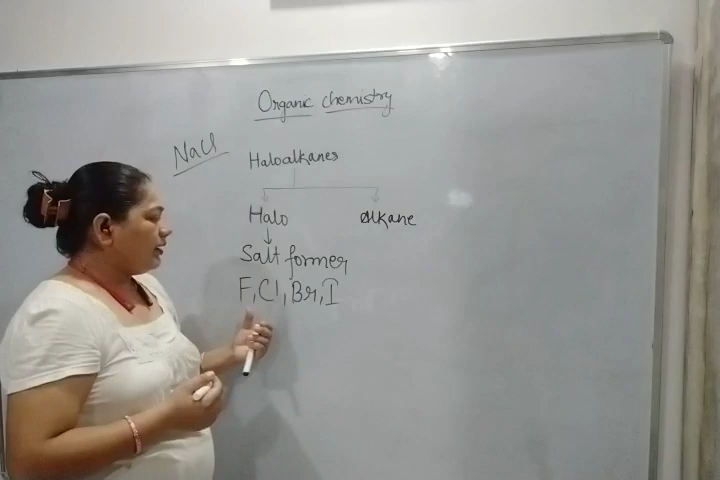 Organic chemistry
NaCl
Haloalkanes
Halo alkane
Salt former
F, Cl, Br, I